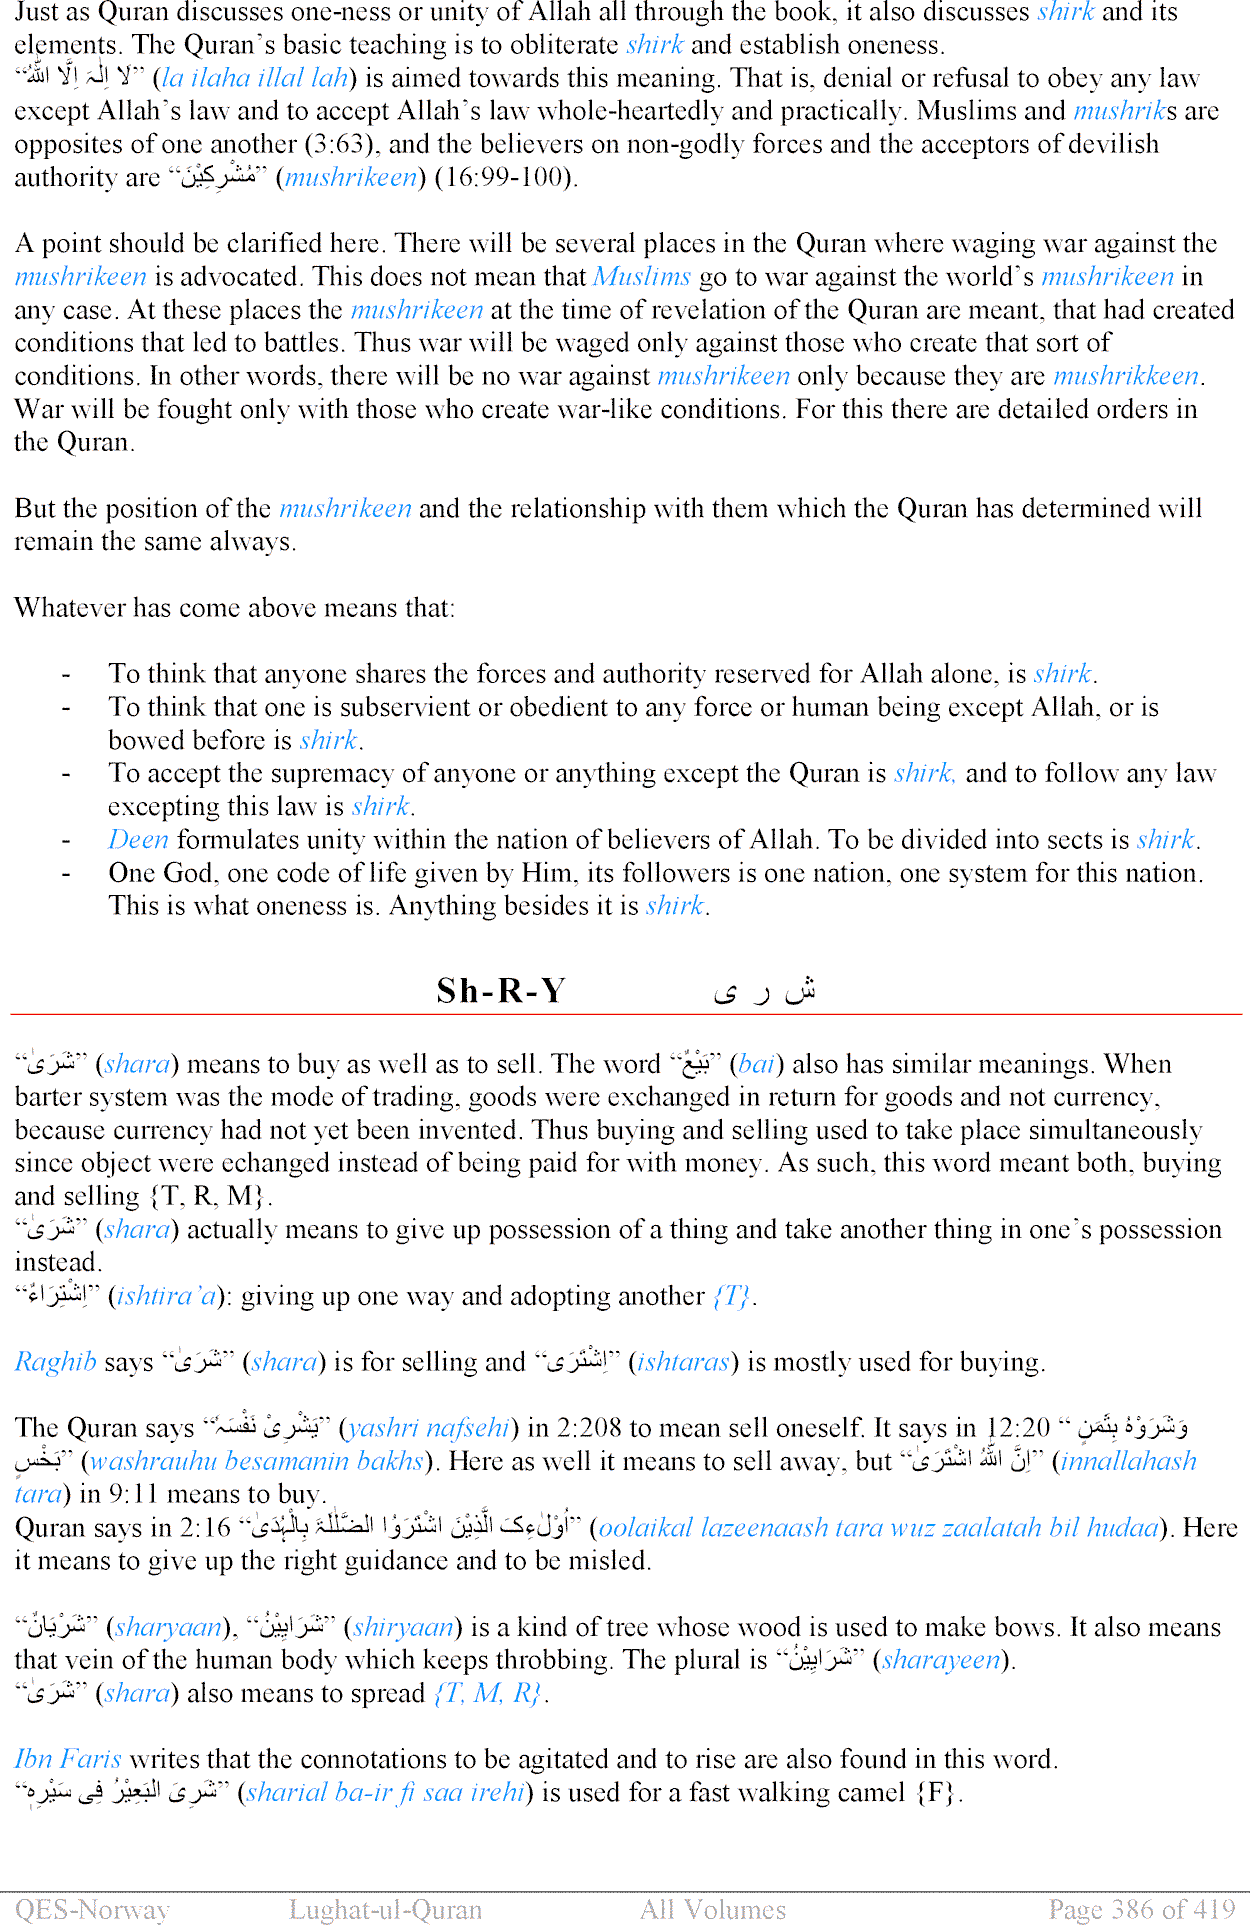 Just as Quran discusses one-ness or unity of Allah all through the book, it also discusses shirk and its
elements. The Quran's basic teaching is to obliterate shirk and establish oneness.
“لَا اِلٰہَ اِلَّا اللّٰہُ” (la ilaha illal lah) is aimed towards this meaning. That is, denial or refusal to obey any law
except Allah's law and to accept Allah's law whole-heartedly and practically. Muslims and mushriks are
opposites of one another (3:63), and the believers on non-godly forces and the acceptors of devilish
authority are “مُشْرِکِیْنَ” (mushrikeen) (16:99-100).

A point should be clarified here. There will be several places in the Quran where waging war against the
mushrikeen is advocated. This does not mean that Muslims go to war against the world's mushrikeen in
any case. At these places the mushrikeen at the time of revelation of the Quran are meant, that had created
conditions that led to battles. Thus war will be waged only against those who create that sort of
conditions. In other words, there will be no war against mushrikeen only because they are mushrikkeen.
War will be fought only with those who create war-like conditions. For this there are detailed orders in
the Quran.

But the position of the mushrikeen and the relationship with them which the Quran has determined will
remain the same always.

Whatever has come above means that:

- To think that anyone shares the forces and authority reserved for Allah alone, is shirk.
- To think that one is subservient or obedient to any force or human being except Allah, or is
bowed before is shirk.
- To accept the supremacy of anyone or anything except the Quran is shirk, and to follow any law
excepting this law is shirk.
- Deen formulates unity within the nation of believers of Allah. To be divided into sects is shirk.
- One God, one code of life given by Him, its followers is one nation, one system for this nation.
This is what oneness is. Anything besides it is shirk.

Sh-R-Y ش ر ی

“شَرَیٰ” (shara) means to buy as well as to sell. The word “بَیْعٌ” (bai) also has similar meanings. When
barter system was the mode of trading, goods were exchanged in return for goods and not currency,
because currency had not yet been invented. Thus buying and selling used to take place simultaneously
since object were echanged instead of being paid for with money. As such, this word meant both, buying
and selling {T, R, M}.
“شَرَیٰ” (shara) actually means to give up possession of a thing and take another thing in one's possession
instead.
“اِشْتِرَاءٌ” (ishtira'a): giving up one way and adopting another {T}.

Raghib says “شَرَیٰ” (shara) is for selling and “اِشْتَرَی” (ishtaras) is mostly used for buying.

The Quran says “یَشْرِیْ نَفْسَہٗ” (yashri nafsehi) in 2:208 to mean sell oneself. It says in 12:20 “وَشَرَوْہُ بِثَمَنٍ
بَخْسٍ” (washrauhu besamanin bakhs). Here as well it means to sell away, but “اِنَّ اللّٰہَ اشْتَرَیٰ” (innallahash
tara) in 9:11 means to buy.
Quran says in 2:16 “اُوْلٰءِکَ الَّذِیْنَ اشْتَرَوُا الضَّلٰلَۃَ بِالْہُدَیٰ” (oolaikal lazeenaash tara wuz zaalatah bil hudaa). Here
it means to give up the right guidance and to be misled.

“شَرْیَانٌ” (sharyaan), “شَرَایِیْنُ” (shiryaan) is a kind of tree whose wood is used to make bows. It also means
that vein of the human body which keeps throbbing. The plural is “شَرَایِیْنُ” (sharayeen).
“شَرَیٰ” (shara) also means to spread {T, M, R}.

Ibn Faris writes that the connotations to be agitated and to rise are also found in this word.
“شَرِیَ الْبَعِیْرُ فِی سَیْرِہٖ” (sharial ba-ir fi saa irehi) is used for a fast walking camel {F}.

QES-Norway Lughat-ul-Quran All Volumes Page 386 of 419